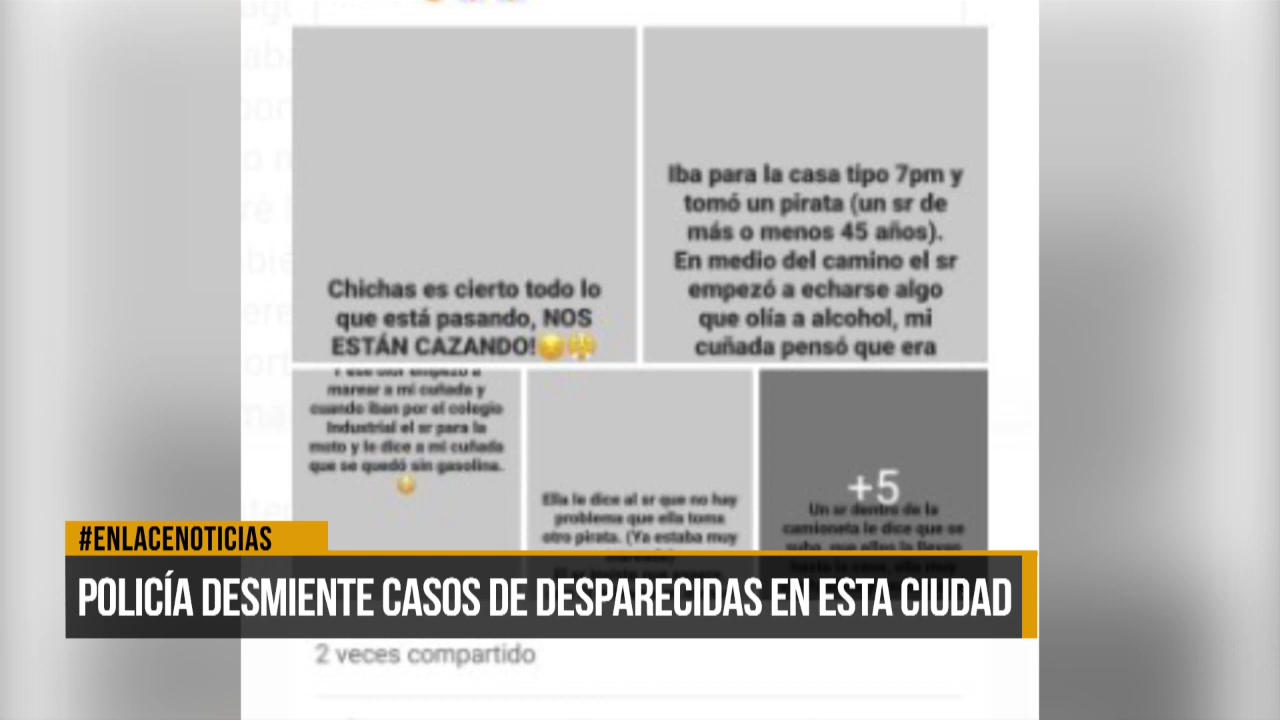 Chichas es cierto todo lo
que está pasando, NOS
ESTÁN CAZANDO!😥😤
Iba para la casa tipo 7pm y
tomó un pirata (un sr de
más o menos 45 años).
En medio del camino el sr
empezó a echarse algo
que olía a alcohol, mi
cuñada pensó que era
marear a mi cuñada y
cuando iban por el colegio
Industrial el sr para la
moto y le dice a mi cuñada
que se quedó sin gasolina.
Ella le dice al sr que no hay
problema que ella toma
otro pirata. (Ya estaba muy
+5
Un sr dentro de la
camioneta le dice que se
#ENLACENOTICIAS
POLICÍA DESMIENTE CASOS DE DESPARECIDAS EN ESTA CIUDAD
2 veces compartido